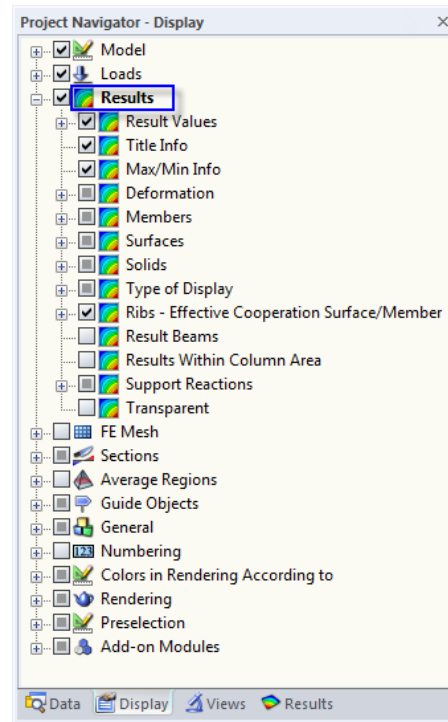 Project Navigator - Display
Model
Loads
Results
Result Values
Title Info
Max/Min Info
Deformation
Members
Surfaces
Solids
Type of Display
Ribs - Effective Cooperation Surface/Member
Result Beams
Results Within Column Area
Support Reactions
Transparent
FE Mesh
Sections
Average Regions
Guide Objects
General
123 Numbering
Colors in Rendering According to
Rendering
Preselection
Add-on Modules
Data Display Views Results